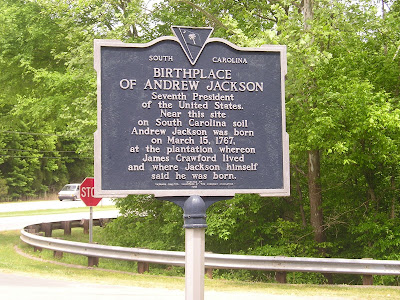 SOUTH CAROLINA
BIRTHPLACE
OF ANDREW JACKSON
Seventh President
of the United States.
Near this site
on South Carolina soil
Andrew Jackson was born
on March 15, 1767,
at the plantation whereon
James Crawford lived
and where Jackson himself
said he was born.
STOP